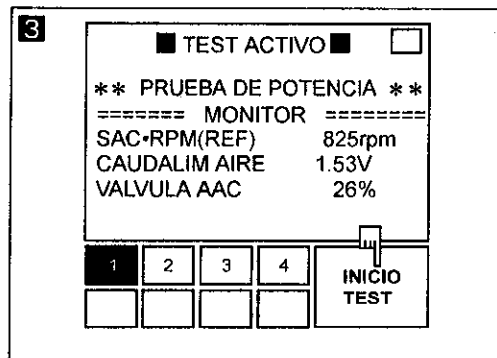 3
■ TEST ACTIVO ■
** PRUEBA DE POTENCIA **
======= MONITOR ========
SAC•RPM(REF) 825rpm
CAUDALIM AIRE 1.53V
VALVULA AAC 26%
1 2 3 4 INICIO TEST